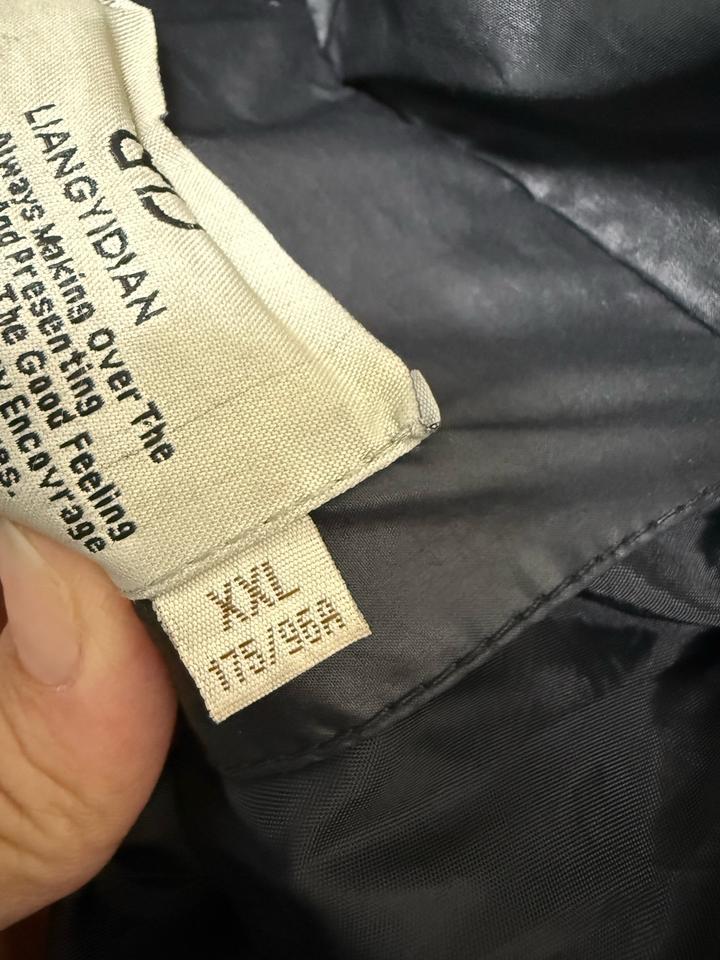 LIANGYIDIAN
Always Making Over The
And Presenting
The Good Feeling
Encovrage
XXL
175/96A